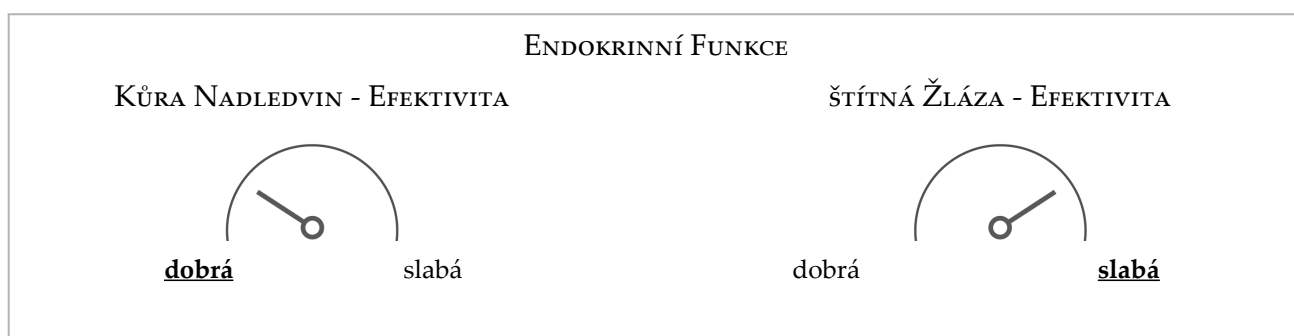 Endokrinní Funkce
Kůra Nadledvin - Efektivita
štítná Žláza - Efektivita
dobrá slabá
dobrá slabá